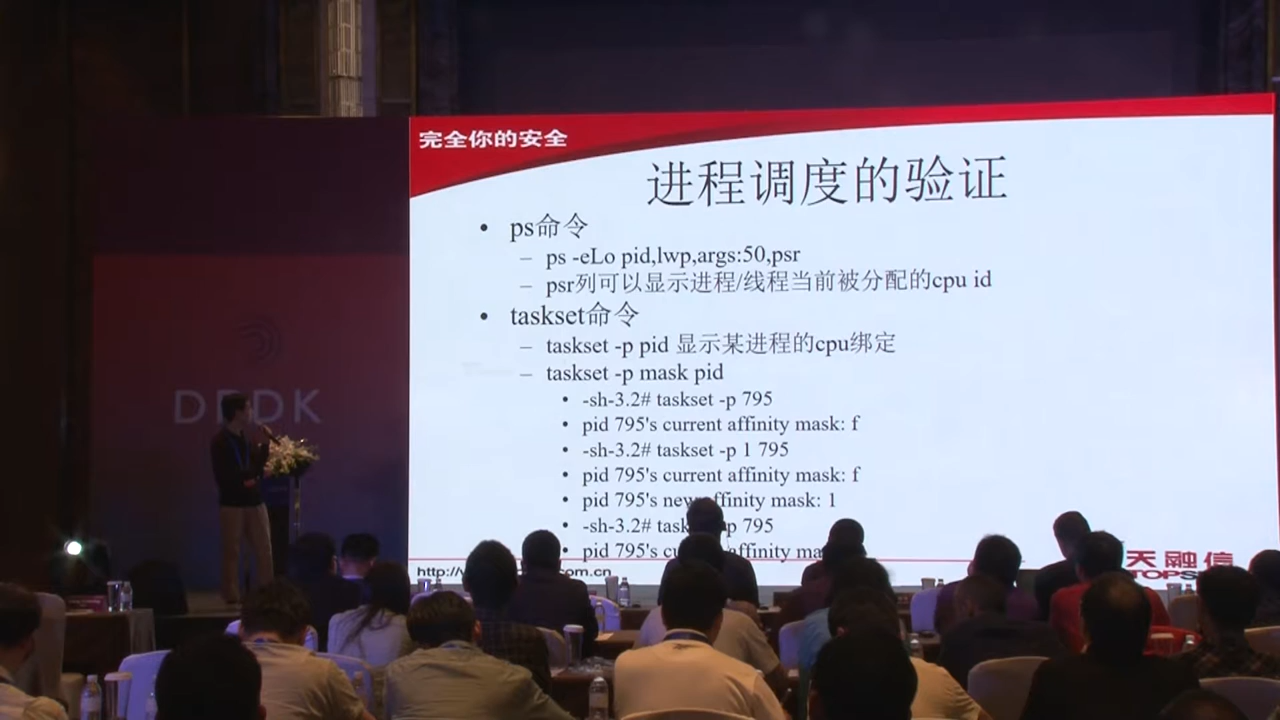 完全你的安全
进程调度的验证
• ps命令
– ps -eLo pid,lwp,args:50,psr
– psr列可以显示进程/线程当前被分配的cpu id
• taskset命令
– taskset -p pid 显示某进程的cpu绑定
– taskset -p mask pid
• -sh-3.2# taskset -p 795
• pid 795's current affinity mask: f
• -sh-3.2# taskset -p 1 795
• pid 795's current affinity mask: f
• pid 795's new affinity mask: 1
• -sh-3.2# p 795
• pid 795's affinity
http:// com.cn
天融信
DPDK